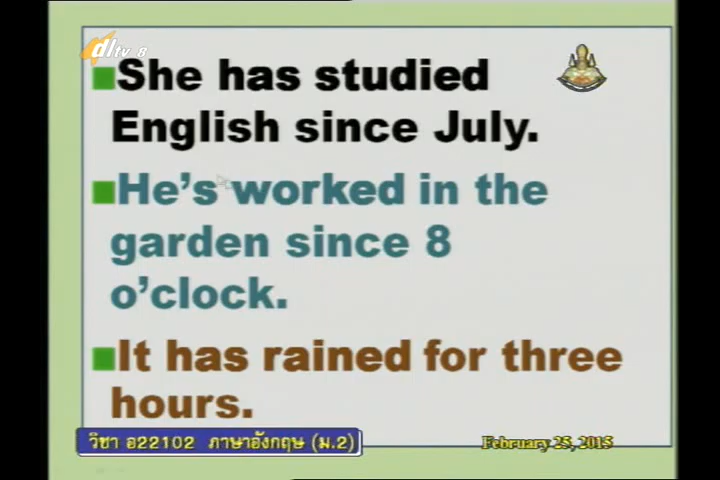 dltv 8
She has studied
English since July.
He’s worked in the
garden since 8
o’clock.
It has rained for three
hours.
วิชา อ22102 ภาษาอังกฤษ (ม.2)
February 25, 2015